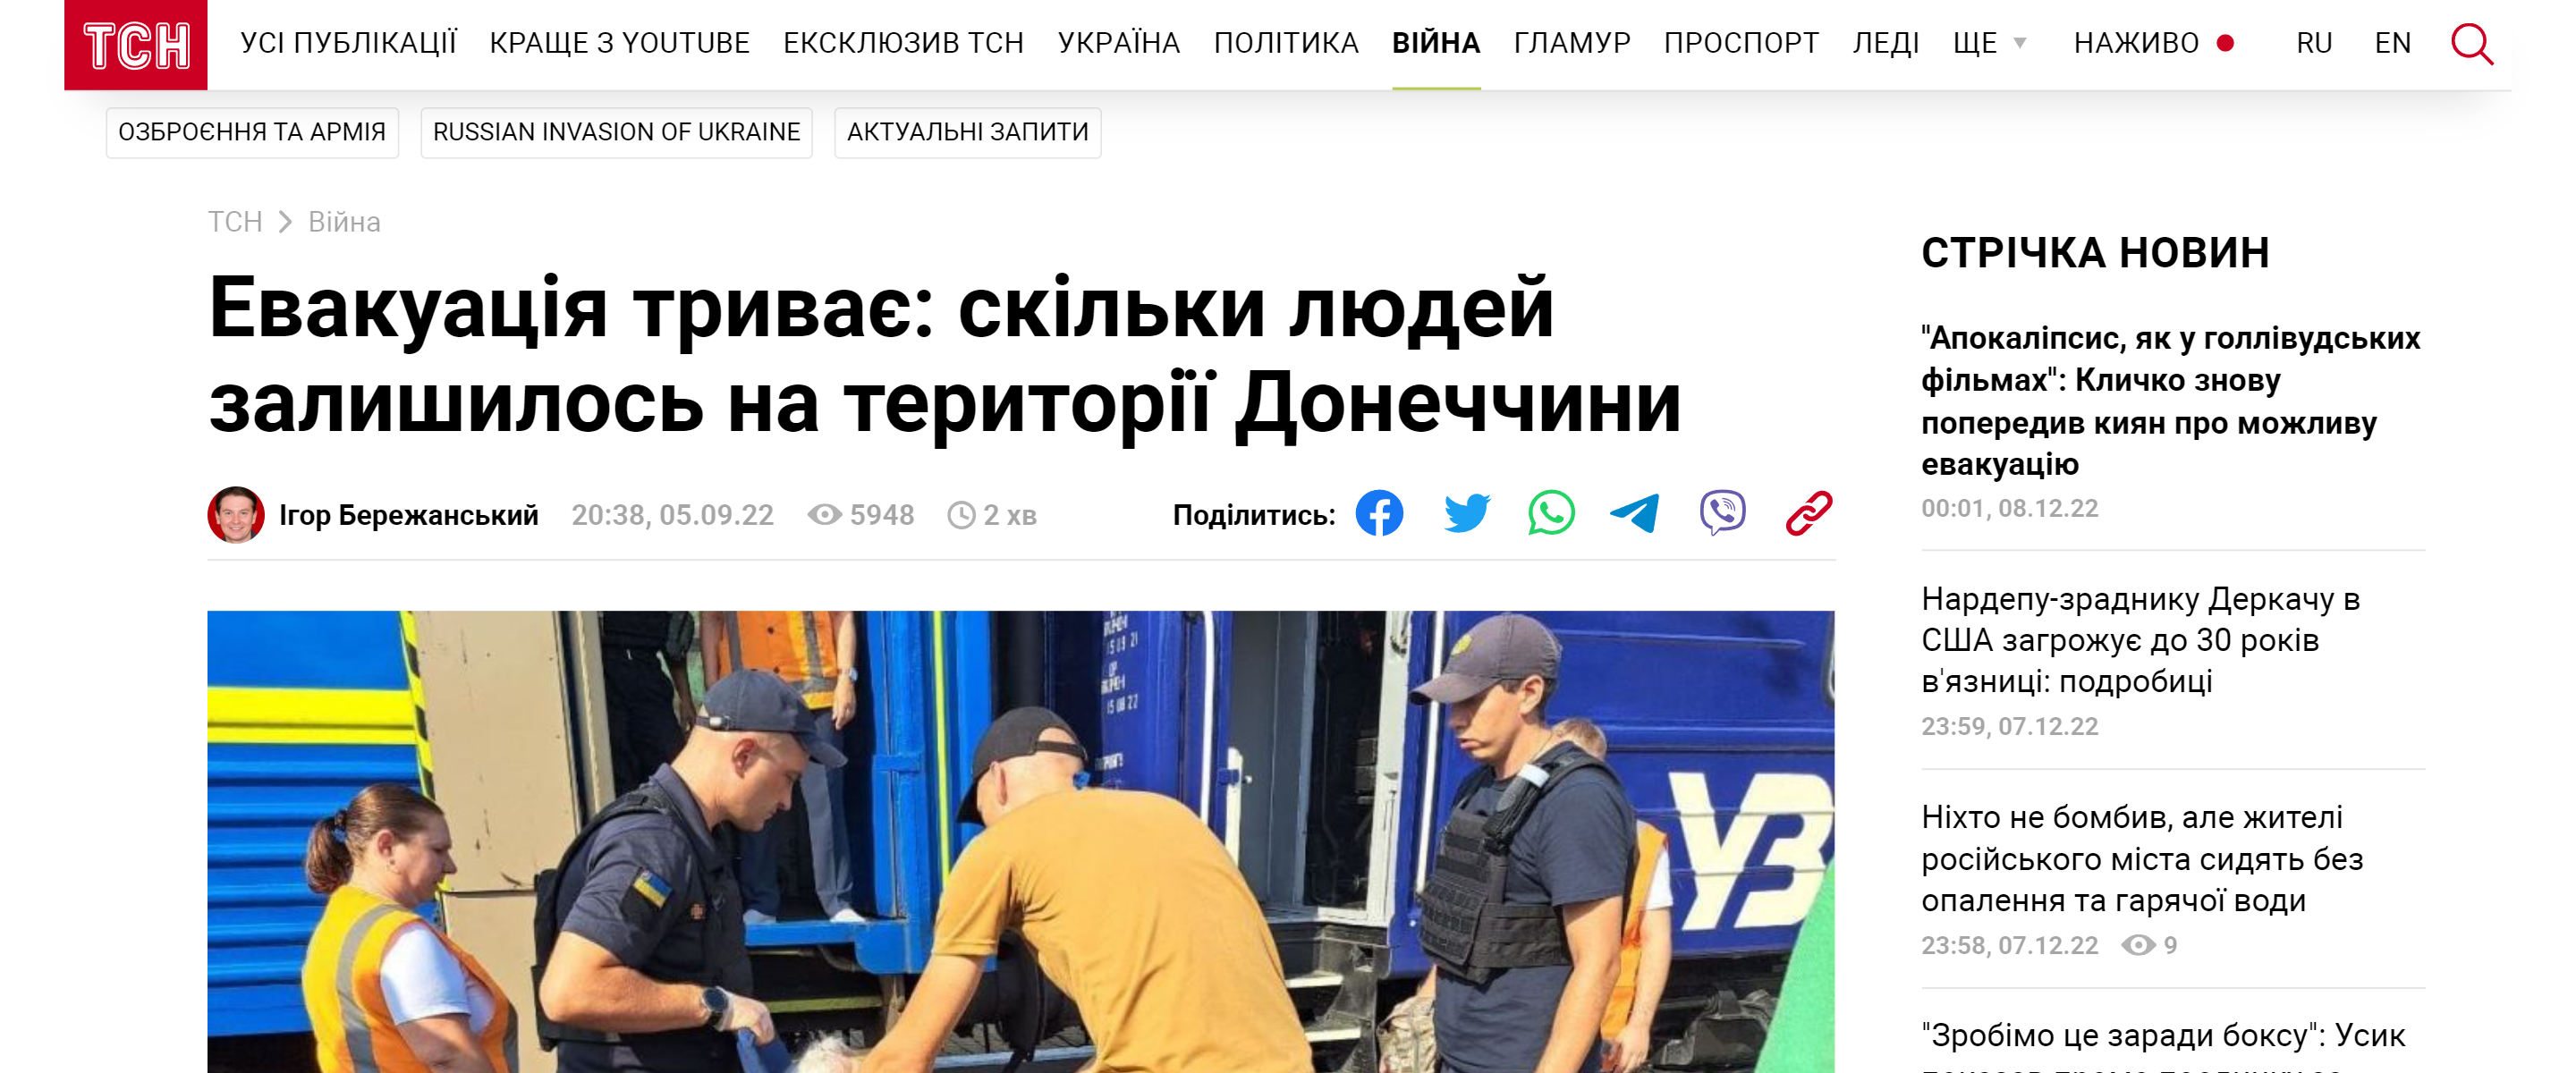 ТСН
УСІ ПУБЛІКАЦІЇ КРАЩЕ З YOUTUBE ЕКСКЛЮЗИВ ТСН УКРАЇНА ПОЛІТИКА ВІЙНА ГЛАМУР ПРОСПОРТ ЛЕДІ ЩЕ НАЖИВО RU EN
ОЗБРОЄННЯ ТА АРМІЯ RUSSIAN INVASION OF UKRAINE АКТУАЛЬНІ ЗАПИТИ
ТСН Війна
Евакуація триває: скільки людей
залишилось на території Донеччини
Ігор Бережанський 20:38, 05.09.22 5948 2 хв Поділитись:
УЗ
СТРІЧКА НОВИН
"Апокаліпсис, як у голлівудських
фільмах": Кличко знову
попередив киян про можливу
евакуацію
00:01, 08.12.22
Нардепу-зраднику Деркачу в
США загрожує до 30 років
в'язниці: подробиці
23:59, 07.12.22
Ніхто не бомбив, але жителі
російського міста сидять без
опалення та гарячої води
23:58, 07.12.22 9
"Зробімо це заради боксу": Усик